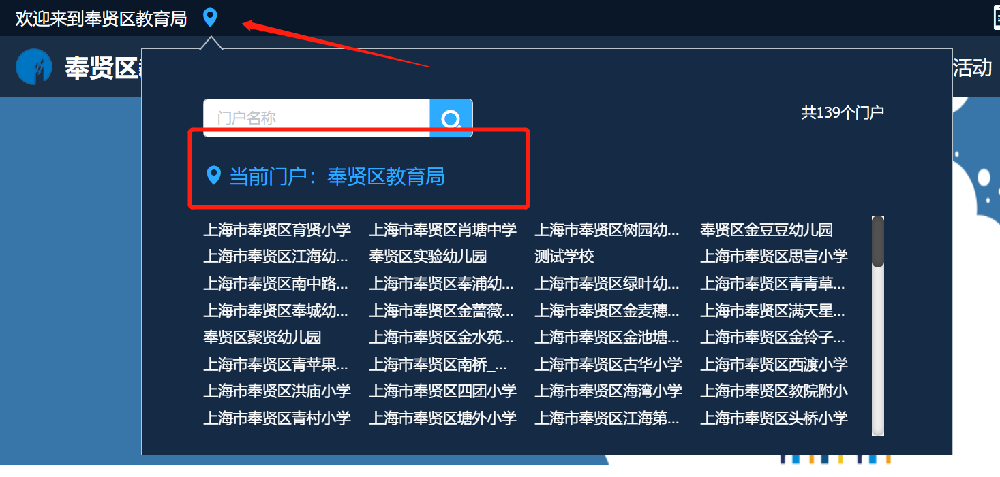 欢迎来到奉贤区教育局
奉贤区
活动
门户名称
共139个门户
当前门户：奉贤区教育局
上海市奉贤区育贤小学 上海市奉贤区肖塘中学 上海市奉贤区树园幼... 奉贤区金豆豆幼儿园
上海市奉贤区江海幼... 奉贤区实验幼儿园 测试学校 上海市奉贤区思言小学
上海市奉贤区南中路... 上海市奉贤区奉浦幼... 上海市奉贤区绿叶幼... 上海市奉贤区青青草...
上海市奉贤区奉城幼... 上海市奉贤区金蔷薇... 上海市奉贤区金麦穗... 上海市奉贤区满天星...
奉贤区聚贤幼儿园 上海市奉贤区金水苑... 上海市奉贤区金池塘... 上海市奉贤区金铃子...
上海市奉贤区青苹果... 上海市奉贤区南桥_... 上海市奉贤区古华小学 上海市奉贤区西渡小学
上海市奉贤区洪庙小学 上海市奉贤区四团小学 上海市奉贤区海湾小学 上海市奉贤区教院附小
上海市奉贤区青村小学 上海市奉贤区塘外小学 上海市奉贤区江海第... 上海市奉贤区头桥小学